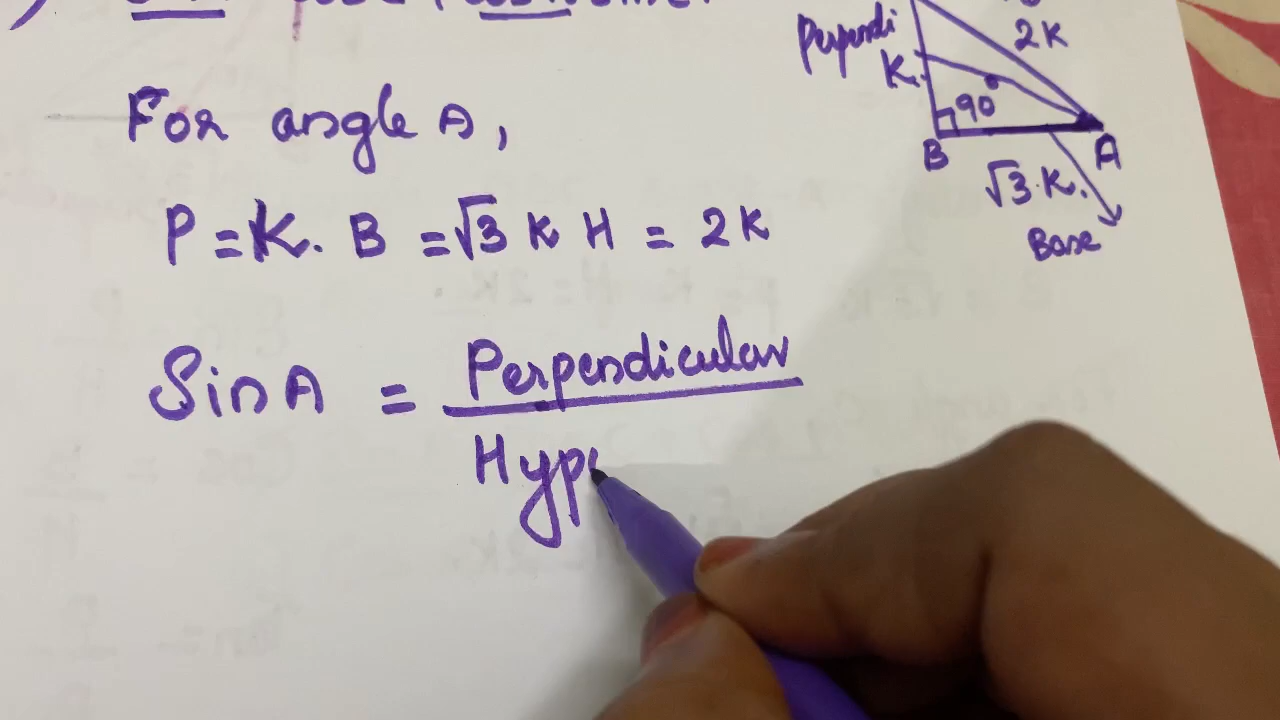 Perpendi
2K
K.
90°
B
A
√3.K.
Base
For angle A,
P = K. B = √3 K H = 2K
Sin A = Perpendicular
Hyp